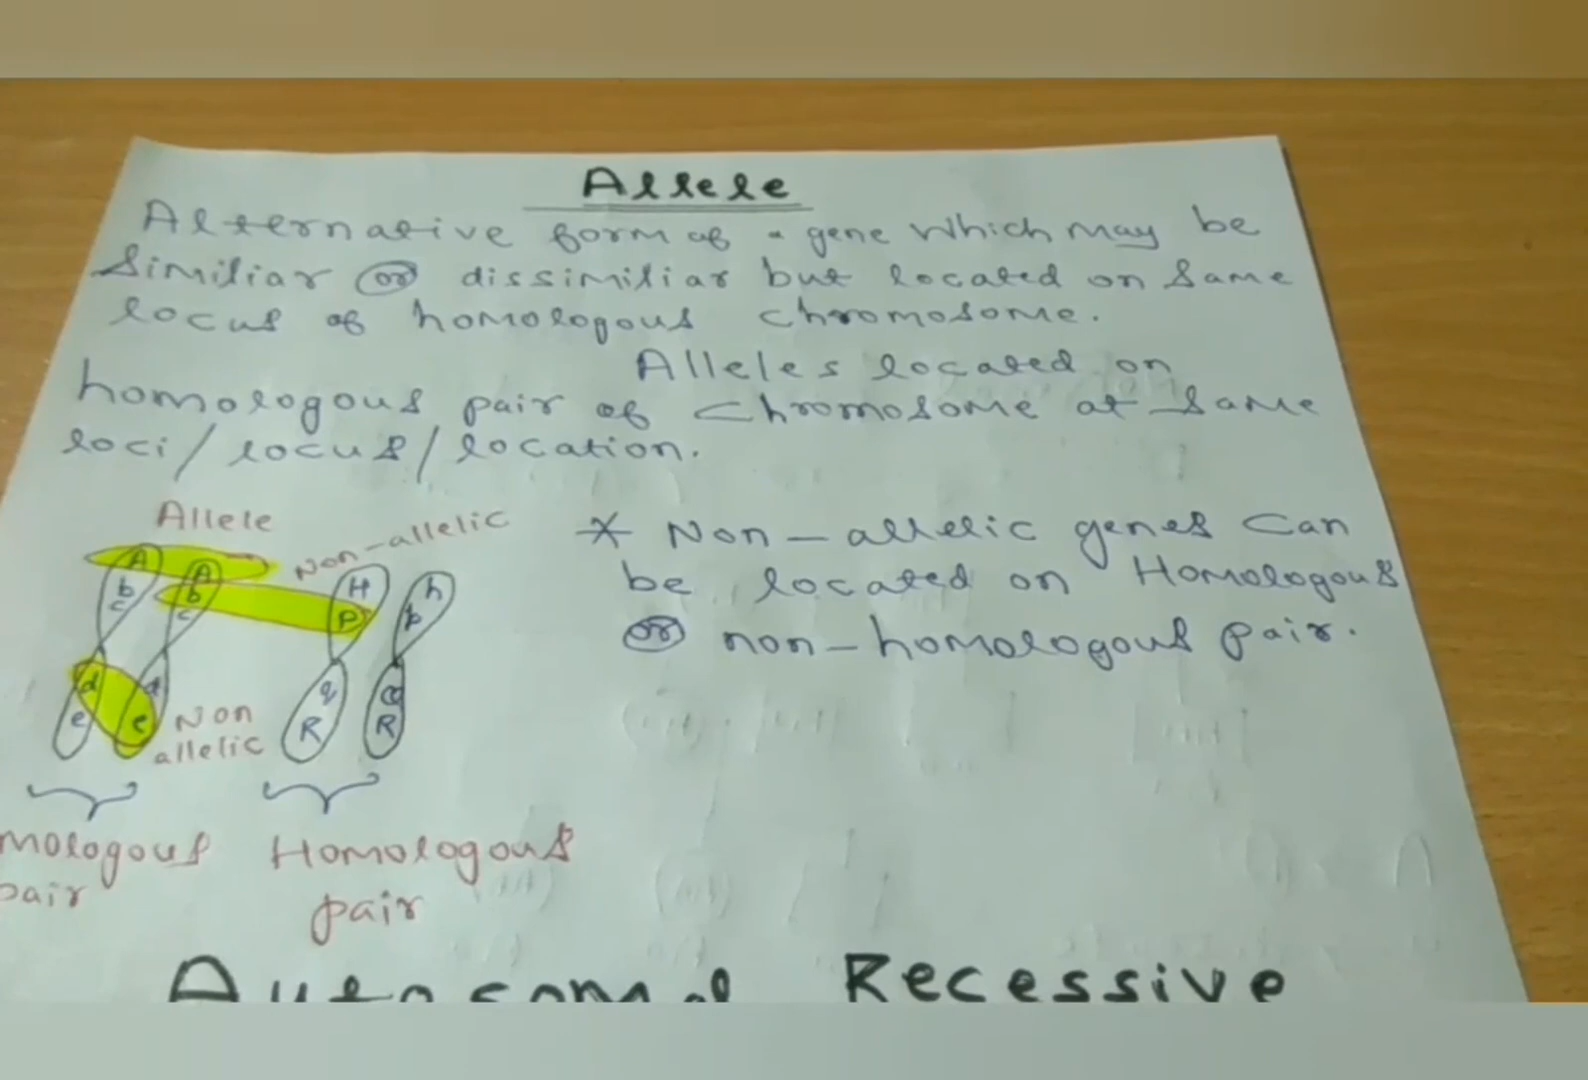 Allele
Alternative form of a gene which may be
Similiar or dissimiliar but located on Same
locus of homologous chromosome.
Alleles located on
homologous pair of chromosome at same
loci/locus/location.
Allele
Non-allelic
* Non-allelic genes can
be located on Homologous
or non-homologous pair.
A A H h
b b P p
c c
d d q
e e R R
Non
allelic
mologous Homologous
pair pair
Autosomal Recessive